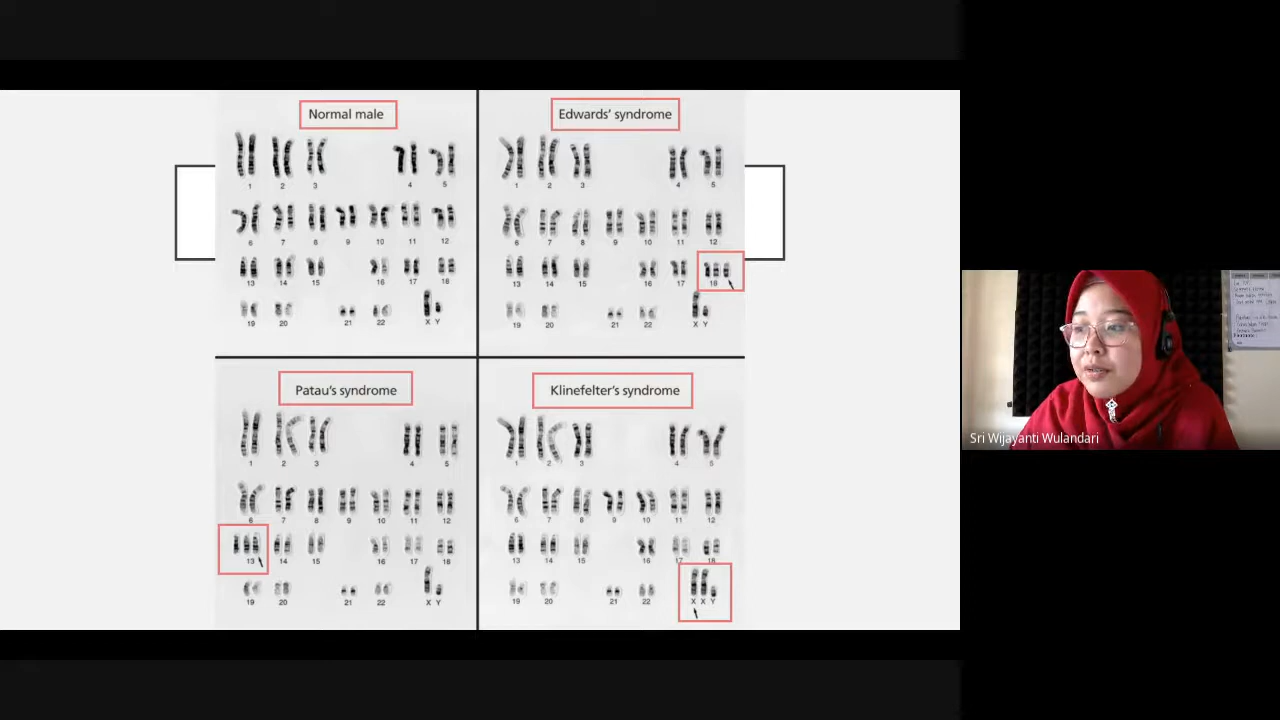 Normal male
1 2 3 4 5
6 7 8 9 10 11 12
13 14 15 16 17 18
19 20 21 22 X Y
Edwards' syndrome
1 2 3 4 5
6 7 8 9 10 11 12
13 14 15 16 17 18
19 20 21 22 X Y
Patau's syndrome
1 2 3 4 5
6 7 8 9 10 11 12
13 14 15 16 17 18
19 20 21 22 X Y
Klinefelter's syndrome
1 2 3 4 5
6 7 8 9 10 11 12
13 14 15 16 17 18
19 20 21 22 X X Y
Sri Wijayanti Wulandari